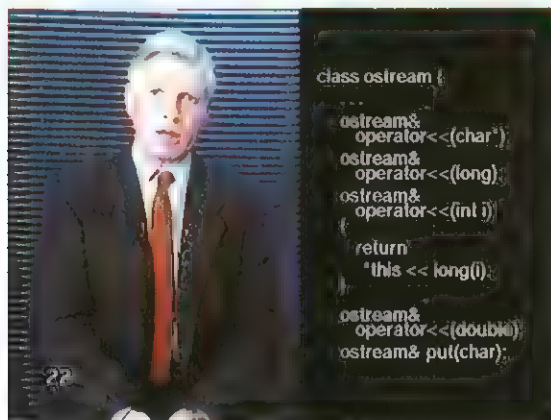 class ostream {
....
ostream&
operator<<(char*);
ostream&
operator<<(long);
ostream&
operator<<(int i);
{
return
*this << long(i);
ostream&
operator<<(double);
ostream& put(char);
22